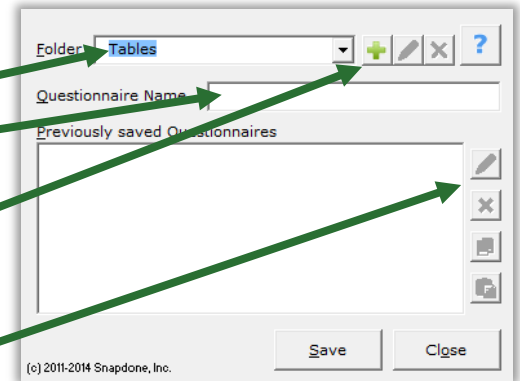 Folder Tables ?
Questionnaire Name
Previously saved Questionnaires
Save Close
(c) 2011-2014 Snapdone, Inc.